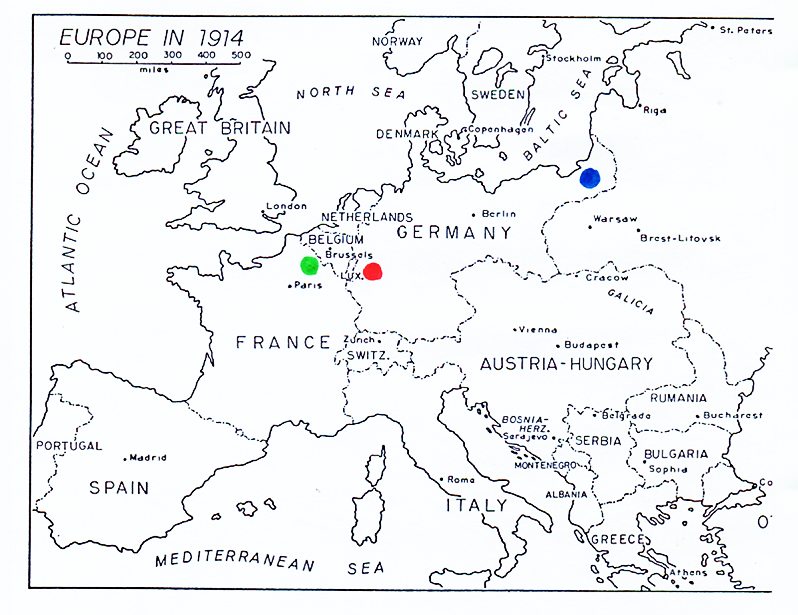 EUROPE IN 1914
0 100 200 300 400 500
miles
NORWAY
St. Peters
Stockholm
NORTH SEA
SWEDEN
Riga
GREAT BRITAIN
DENMARK
Copenhagen
BALTIC SEA
ATLANTIC OCEAN
London
NETHERLANDS
Berlin
GERMANY
Warsaw
Brest-Litovsk
BELGIUM
Brussels
LUX.
Paris
Cracow
GALICIA
FRANCE
Zurich
SWITZ.
Vienna
Budapest
AUSTRIA-HUNGARY
RUMANIA
Bucharest
BOSNIA-
HERZ.
Sarajevo
Belgrade
SERBIA
BULGARIA
Sophia
PORTUGAL
Madrid
SPAIN
MONTENEGRO
ALBANIA
Roma
ITALY
Co
O
GREECE
Athens
MEDITERRANEAN SEA